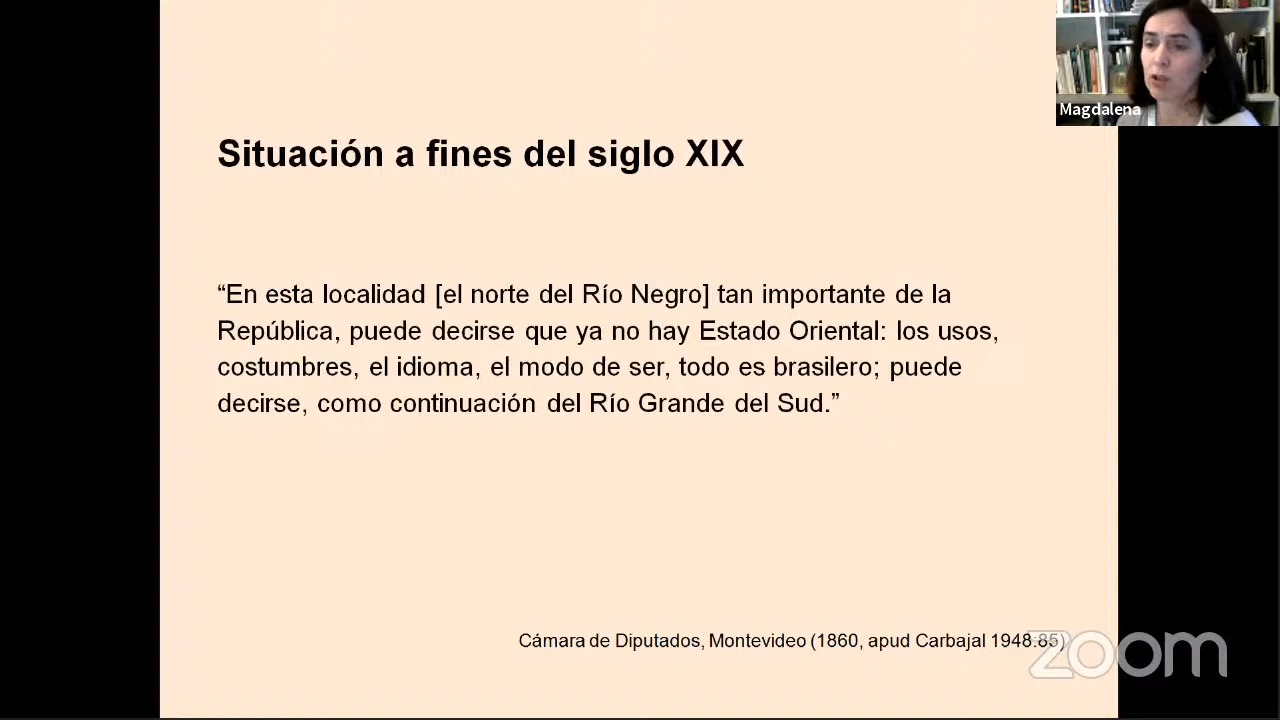 Magdalena
Situación a fines del siglo XIX
“En esta localidad [el norte del Río Negro] tan importante de la
República, puede decirse que ya no hay Estado Oriental: los usos,
costumbres, el idioma, el modo de ser, todo es brasilero; puede
decirse, como continuación del Río Grande del Sud.”
Cámara de Diputados, Montevideo (1860, apud Carbajal 1948:85)
zoom